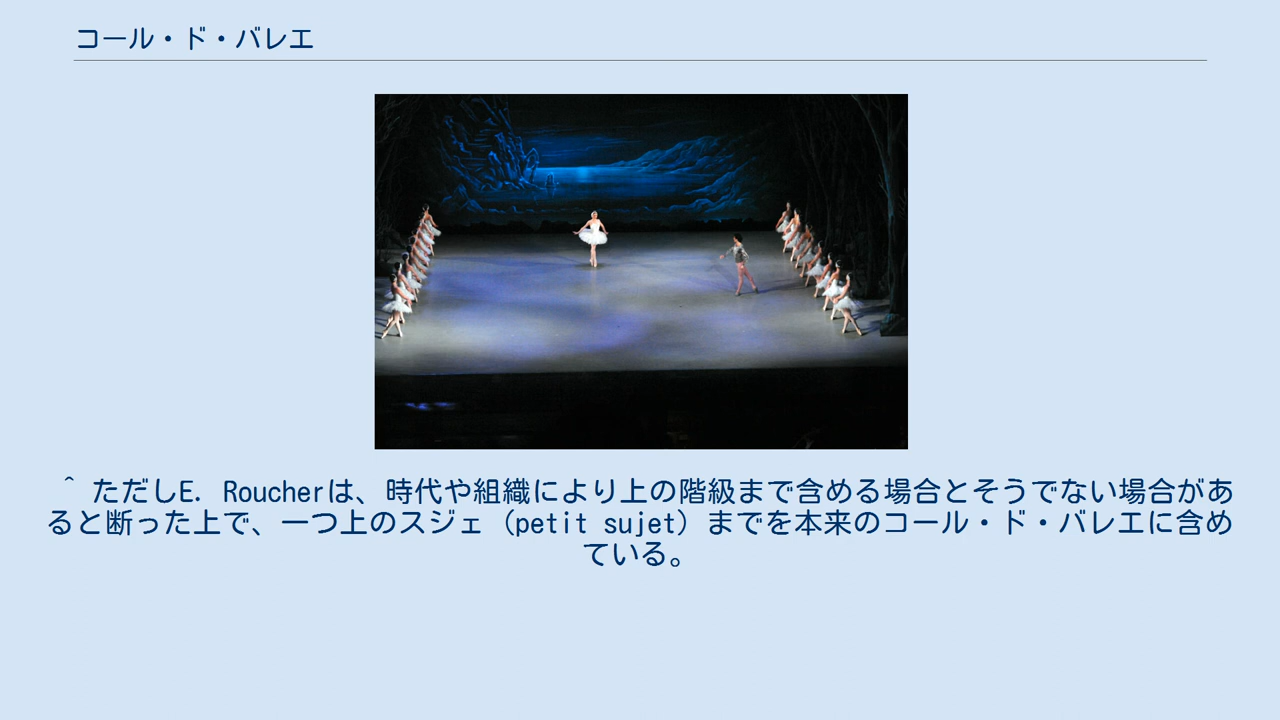 コール・ド・バレエ
^ ただしE. Roucherは、時代や組織により上の階級まで含める場合とそうでない場合があ
ると断った上で、一つ上のスジェ（petit sujet）までを本来のコール・ド・バレエに含め
ている。